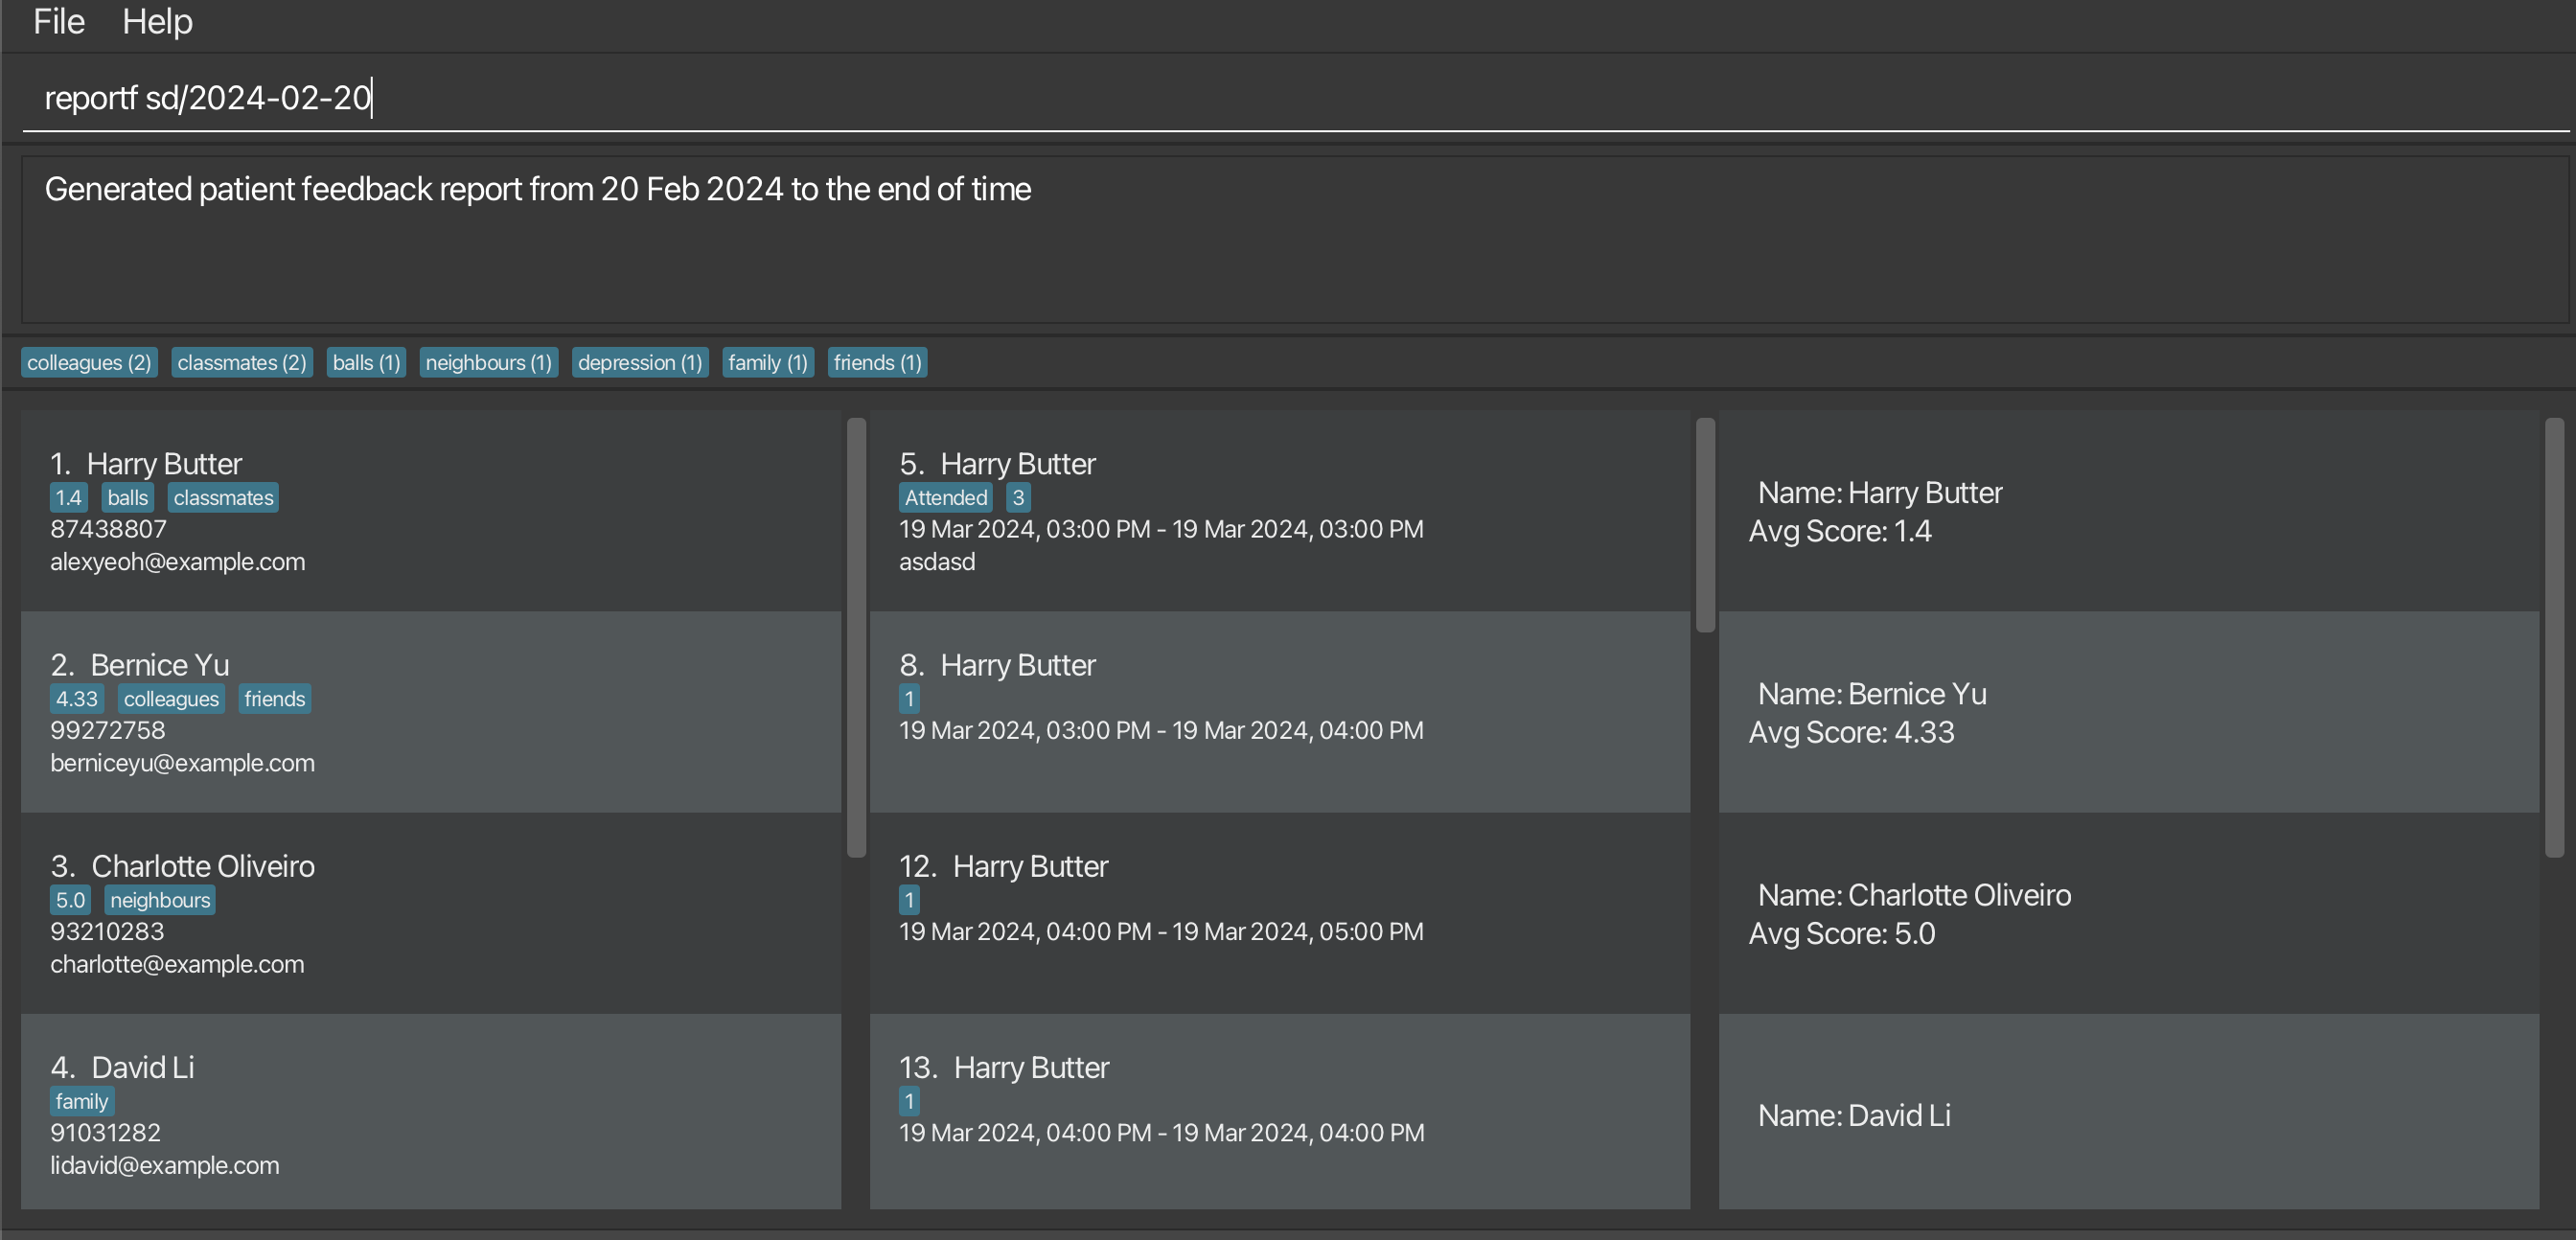 File Help
reportf sd/2024-02-20
Generated patient feedback report from 20 Feb 2024 to the end of time
colleagues (2) classmates (2) balls (1) neighbours (1) depression (1) family (1) friends (1)
1. Harry Butter
1.4 balls classmates
87438807
alexyeoh@example.com
2. Bernice Yu
4.33 colleagues friends
99272758
berniceyu@example.com
3. Charlotte Oliveiro
5.0 neighbours
93210283
charlotte@example.com
4. David Li
family
91031282
lidavid@example.com
5. Harry Butter
Attended 3
19 Mar 2024, 03:00 PM - 19 Mar 2024, 03:00 PM
asdasd
8. Harry Butter
1
19 Mar 2024, 03:00 PM - 19 Mar 2024, 04:00 PM
12. Harry Butter
1
19 Mar 2024, 04:00 PM - 19 Mar 2024, 05:00 PM
13. Harry Butter
1
19 Mar 2024, 04:00 PM - 19 Mar 2024, 04:00 PM
Name: Harry Butter
Avg Score: 1.4
Name: Bernice Yu
Avg Score: 4.33
Name: Charlotte Oliveiro
Avg Score: 5.0
Name: David Li